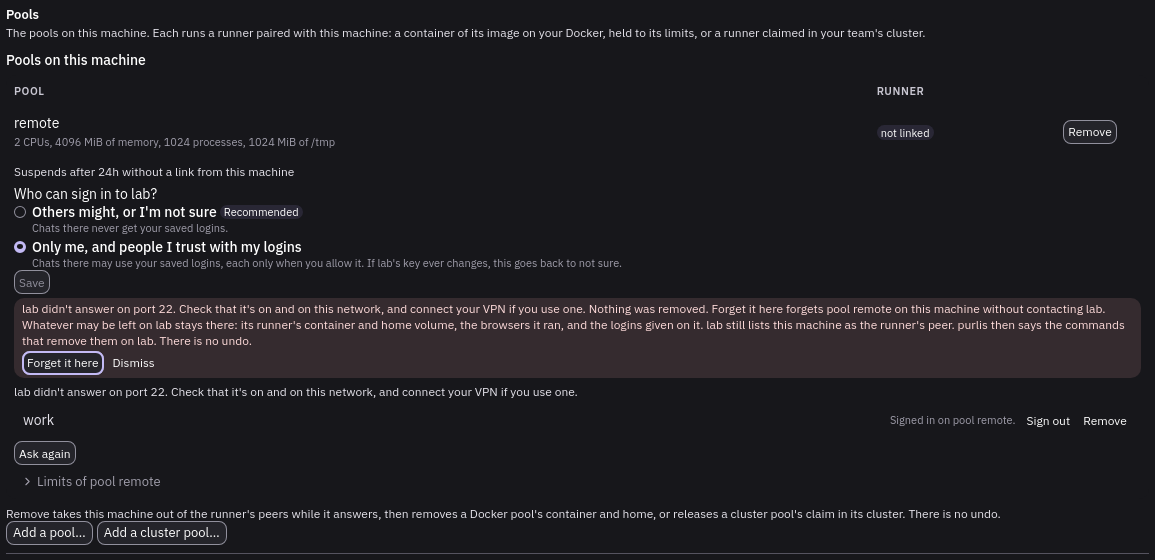 Pools
The pools on this machine. Each runs a runner paired with this machine: a container of its image on your Docker, held to its limits, or a runner claimed in your team's cluster.
Pools on this machine
POOL RUNNER
remote
2 CPUs, 4096 MiB of memory, 1024 processes, 1024 MiB of /tmp
not linked
Remove
Suspends after 24h without a link from this machine
Who can sign in to lab?
Others might, or I'm not sure Recommended
Chats there never get your saved logins.
Only me, and people I trust with my logins
Chats there may use your saved logins, each only when you allow it. If lab's key ever changes, this goes back to not sure.
Save
lab didn't answer on port 22. Check that it's on and on this network, and connect your VPN if you use one. Nothing was removed. Forget it here forgets pool remote on this machine without contacting lab.
Whatever may be left on lab stays there: its runner's container and home volume, the browsers it ran, and the logins given on it. lab still lists this machine as the runner's peer. purlis then says the commands
that remove them on lab. There is no undo.
Forget it here Dismiss
lab didn't answer on port 22. Check that it's on and on this network, and connect your VPN if you use one.
work Signed in on pool remote. Sign out Remove
Ask again
Limits of pool remote
Remove takes this machine out of the runner's peers while it answers, then removes a Docker pool's container and home, or releases a cluster pool's claim in its cluster. There is no undo.
Add a pool... Add a cluster pool...